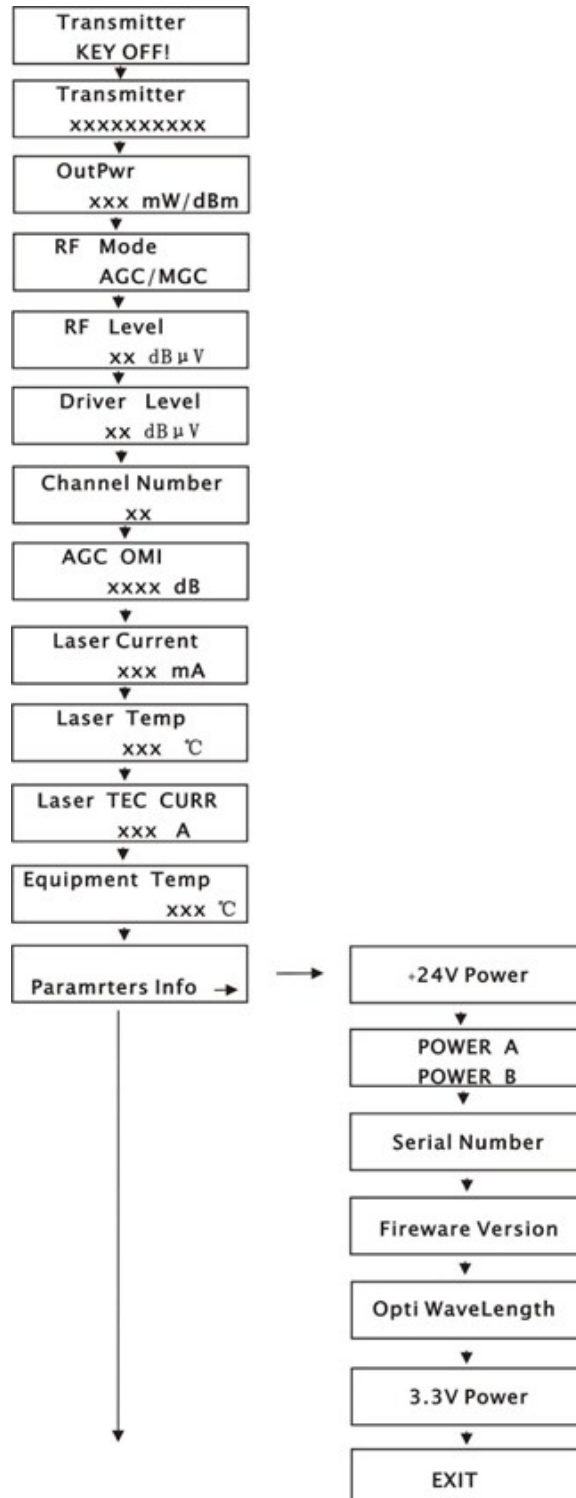 Transmitter
KEY OFF!
Transmitter
xxxxxxxxxx
OutPwr
xxx mW/dBm
RF Mode
AGC/MGC
RF Level
xx dBμV
Driver Level
xx dBμV
Channel Number
xx
AGC OMI
xxxx dB
Laser Current
xxx mA
Laser Temp
xxx ℃
Laser TEC CURR
xxx A
Equipment Temp
xxx ℃
Paramrters Info
+24V Power
POWER A
POWER B
Serial Number
Fireware Version
Opti WaveLength
3.3V Power
EXIT